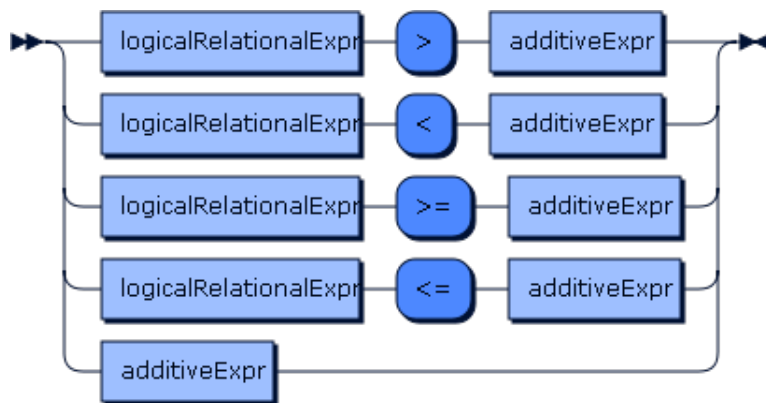 logicalRelationalExpr > additiveExpr
logicalRelationalExpr < additiveExpr
logicalRelationalExpr >= additiveExpr
logicalRelationalExpr <= additiveExpr
additiveExpr